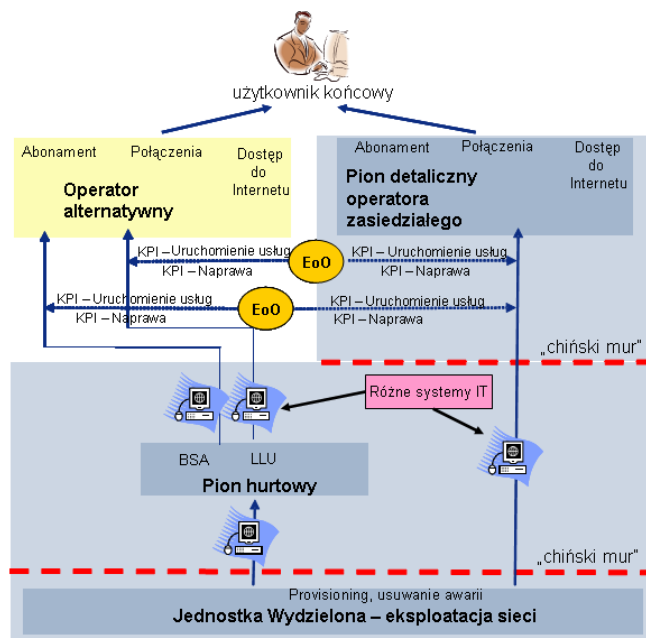 użytkownik końcowy
Abonament Połączenia Dostęp
do
Internetu
Operator
alternatywny
Abonament Połączenia Dostęp
do
Internetu
Pion detaliczny
operatora
zasiedziałego
KPI – Uruchomienie usług
KPI – Naprawa
EoO
KPI – Uruchomienie usług
KPI – Naprawa
KPI – Uruchomienie usług
KPI – Naprawa
EoO
KPI – Uruchomienie usług
KPI – Naprawa
„chiński mur”
Różne systemy IT
BSA LLU
Pion hurtowy
„chiński mur”
Provisioning, usuwanie awarii
Jednostka Wydzielona – eksploatacja sieci